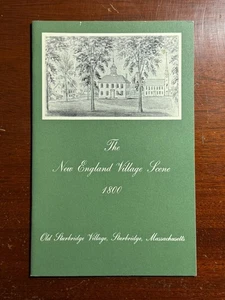 The
New England Village Scene
1800
Old Sturbridge Village, Sturbridge, Massachusetts